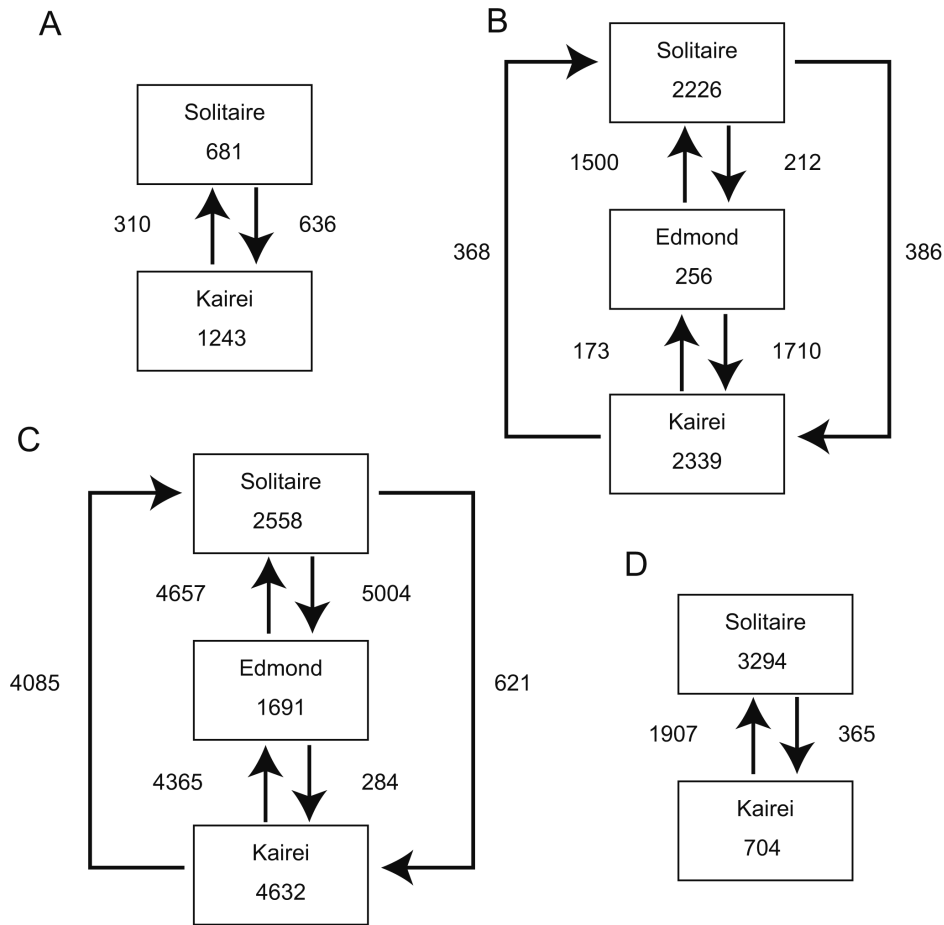 A
Solitaire
681
310
636
Kairei
1243
B
Solitaire
2226
1500
212
Edmond
256
368
386
173
1710
Kairei
2339
C
Solitaire
2558
4657
5004
Edmond
1691
4085
621
4365
284
Kairei
4632
D
Solitaire
3294
1907
365
Kairei
704